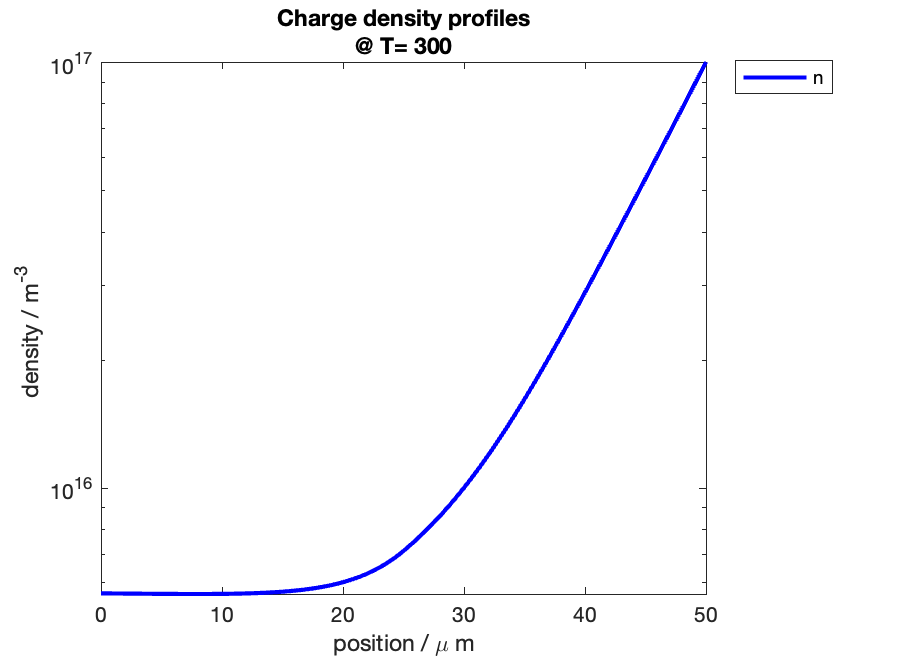 Charge density profiles
@ T= 300
n
10^17
10^16
density / m^-3
0 10 20 30 40 50
position / μ m